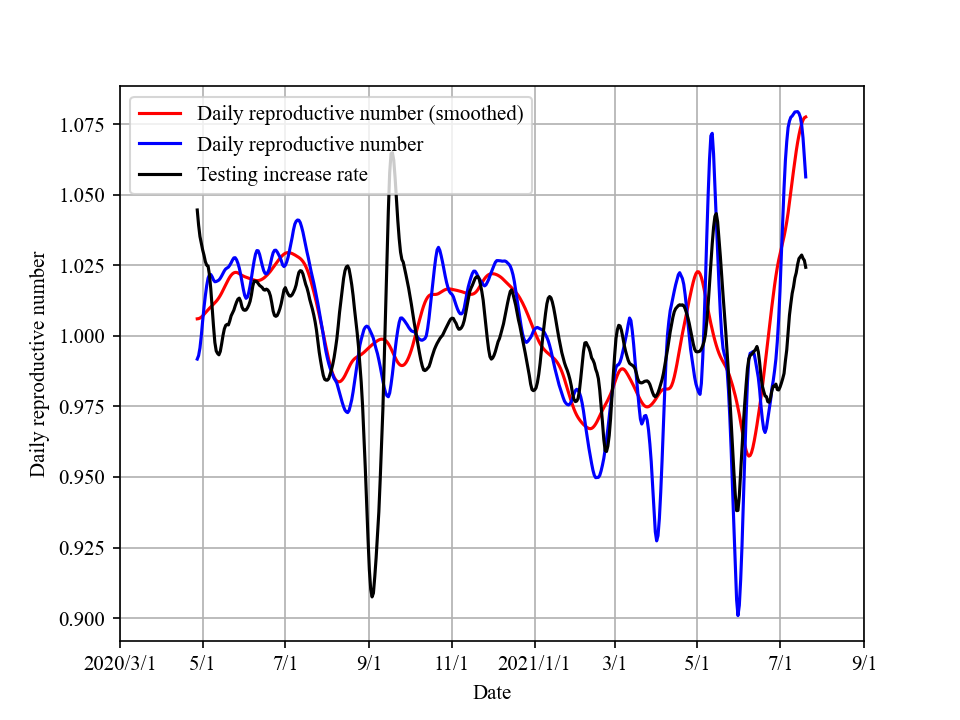 Daily reproductive number (smoothed)
Daily reproductive number
Testing increase rate
Daily reproductive number
1.075
1.050
1.025
1.000
0.975
0.950
0.925
0.900
2020/3/1 5/1 7/1 9/1 11/1 2021/1/1 3/1 5/1 7/1 9/1
Date